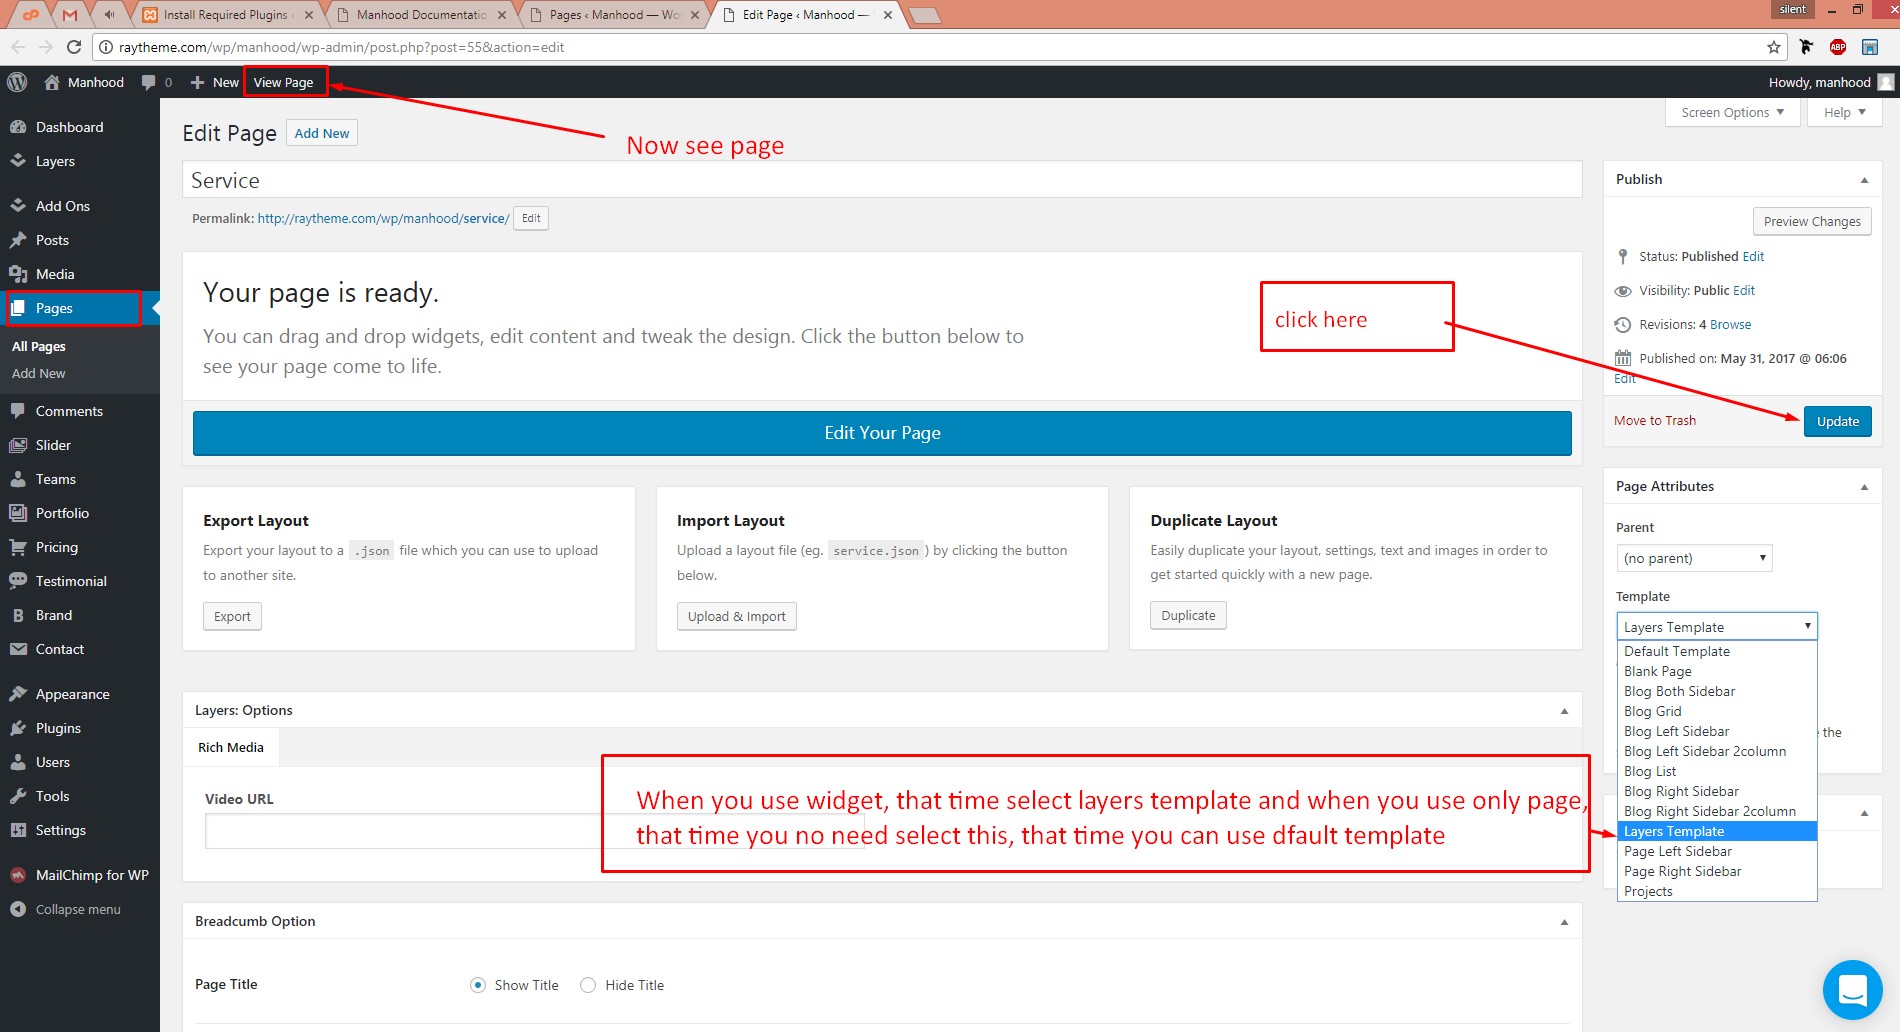 silent
Install Required Plugins
Manhood Documentatio
Pages ‹ Manhood — Wo
Edit Page ‹ Manhood —
raytheme.com/wp/manhood/wp-admin/post.php?post=55&action=edit
ABP
Manhood 0 New View Page
Howdy, manhood
Dashboard
Layers
Add Ons
Posts
Media
Pages
All Pages
Add New
Comments
Slider
Teams
Portfolio
Pricing
Testimonial
Brand
Contact
Appearance
Plugins
Users
Tools
Settings
MailChimp for WP
Collapse menu
Screen Options Help
Edit Page Add New
Now see page
Service
Permalink: http://raytheme.com/wp/manhood/service/ Edit
Your page is ready.
You can drag and drop widgets, edit content and tweak the design. Click the button below to
see your page come to life.
click here
Edit Your Page
Export Layout
Export your layout to a .json file which you can use to upload
to another site.
Export
Import Layout
Upload a layout file (eg. service.json ) by clicking the button
below.
Upload & Import
Duplicate Layout
Easily duplicate your layout, settings, text and images in order to
get started quickly with a new page.
Duplicate
Layers: Options
Rich Media
Video URL
When you use widget, that time select layers template and when you use only page,
that time you no need select this, that time you can use dfault template
Breadcumb Option
Page Title
Show Title Hide Title
Publish
Preview Changes
Status: Published Edit
Visibility: Public Edit
Revisions: 4 Browse
Published on: May 31, 2017 @ 06:06
Edit
Move to Trash Update
Page Attributes
Parent
(no parent)
Template
Layers Template
Default Template
Blank Page
Blog Both Sidebar
Blog Grid
Blog Left Sidebar
Blog Left Sidebar 2column
Blog List
Blog Right Sidebar
Blog Right Sidebar 2column
Layers Template
Page Left Sidebar
Page Right Sidebar
Projects
the